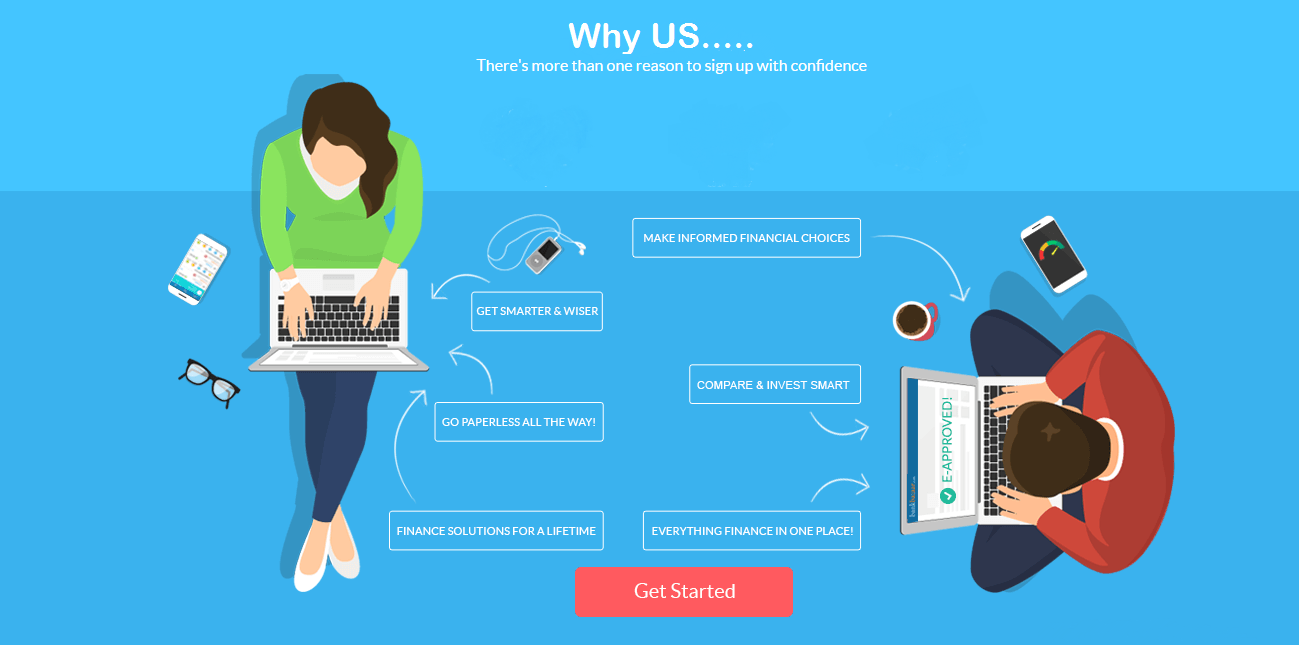 Why US.....
There's more than one reason to sign up with confidence
MAKE INFORMED FINANCIAL CHOICES
GET SMARTER & WISER
COMPARE & INVEST SMART
GO PAPERLESS ALL THE WAY!
E-APPROVED!
FINANCE SOLUTIONS FOR A LIFETIME
EVERYTHING FINANCE IN ONE PLACE!
Get Started